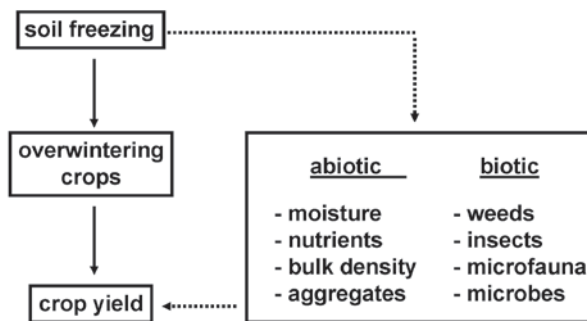 soil freezing
overwintering
crops
crop yield
abiotic
- moisture
- nutrients
- bulk density
- aggregates
biotic
- weeds
- insects
- microfauna
- microbes